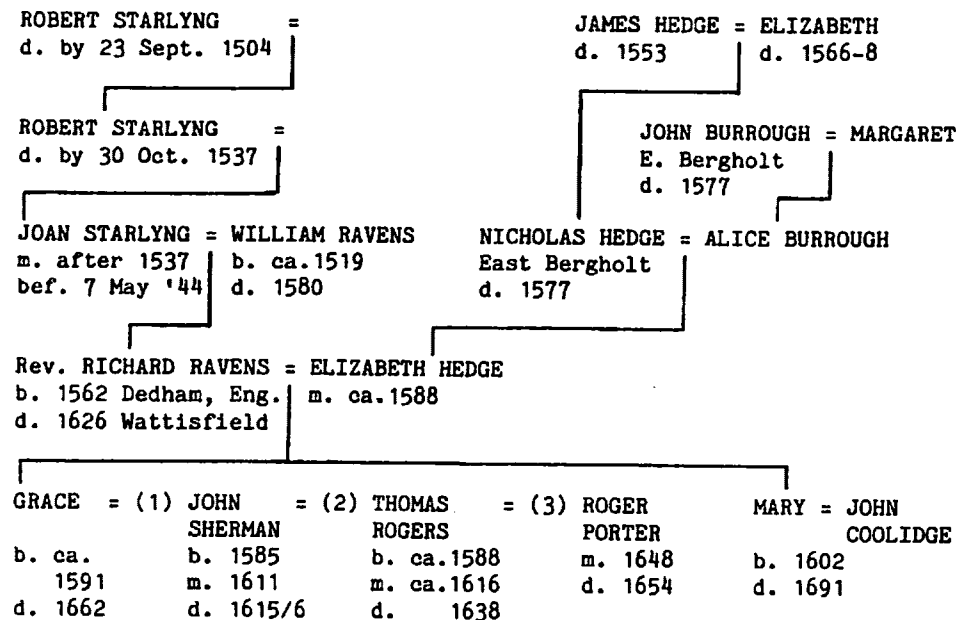 ROBERT STARLYNG =
d. by 23 Sept. 1504
JAMES HEDGE = ELIZABETH
d. 1553 d. 1566-8
ROBERT STARLYNG =
d. by 30 Oct. 1537
JOHN BURROUGH = MARGARET
E. Bergholt
d. 1577
JOAN STARLYNG = WILLIAM RAVENS
m. after 1537 b. ca.1519
bef. 7 May '44 d. 1580
NICHOLAS HEDGE = ALICE BURROUGH
East Bergholt
d. 1577
Rev. RICHARD RAVENS = ELIZABETH HEDGE
b. 1562 Dedham, Eng. m. ca.1588
d. 1626 Wattisfield
GRACE = (1) JOHN = (2) THOMAS = (3) ROGER MARY = JOHN
SHERMAN ROGERS PORTER COOLIDGE
b. ca. b. 1585 b. ca.1588 m. 1648 b. 1602
1591 m. 1611 m. ca.1616 d. 1654 d. 1691
d. 1662 d. 1615/6 d. 1638